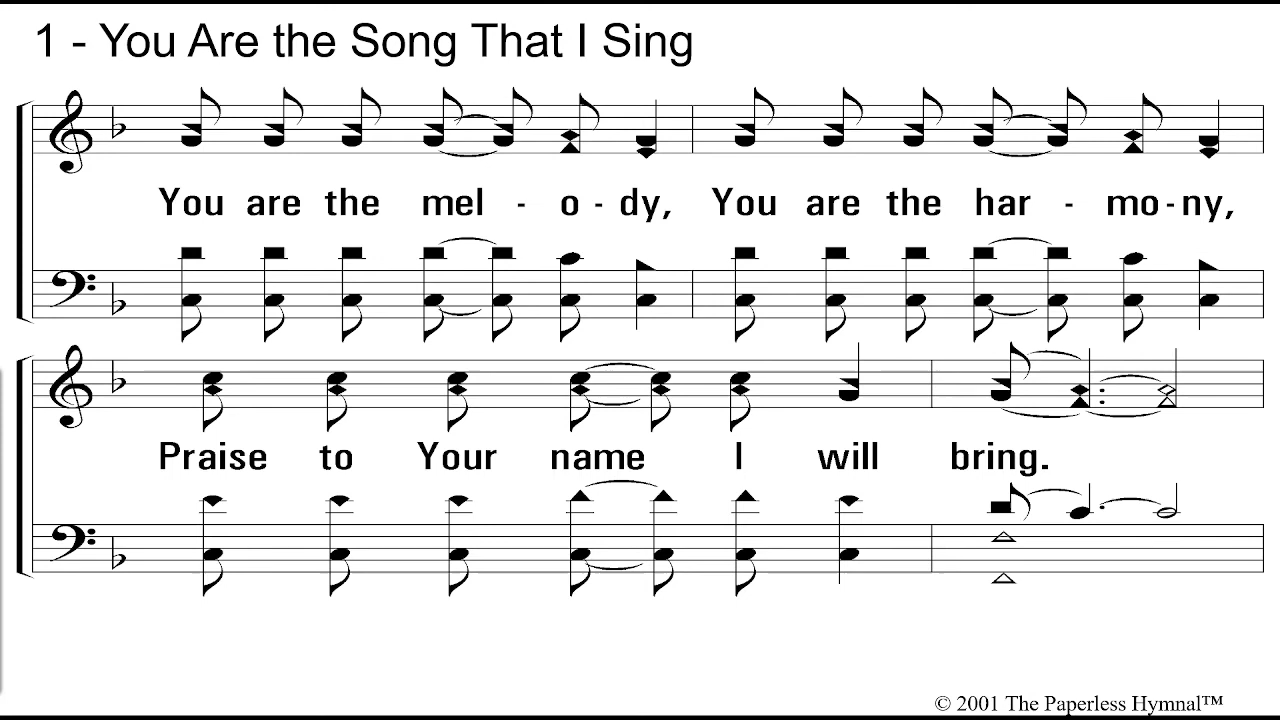 1 - You Are the Song That I Sing
You are the mel - o - dy, You are the har - mo - ny,
Praise to Your name I will bring.
© 2001 The Paperless Hymnal™